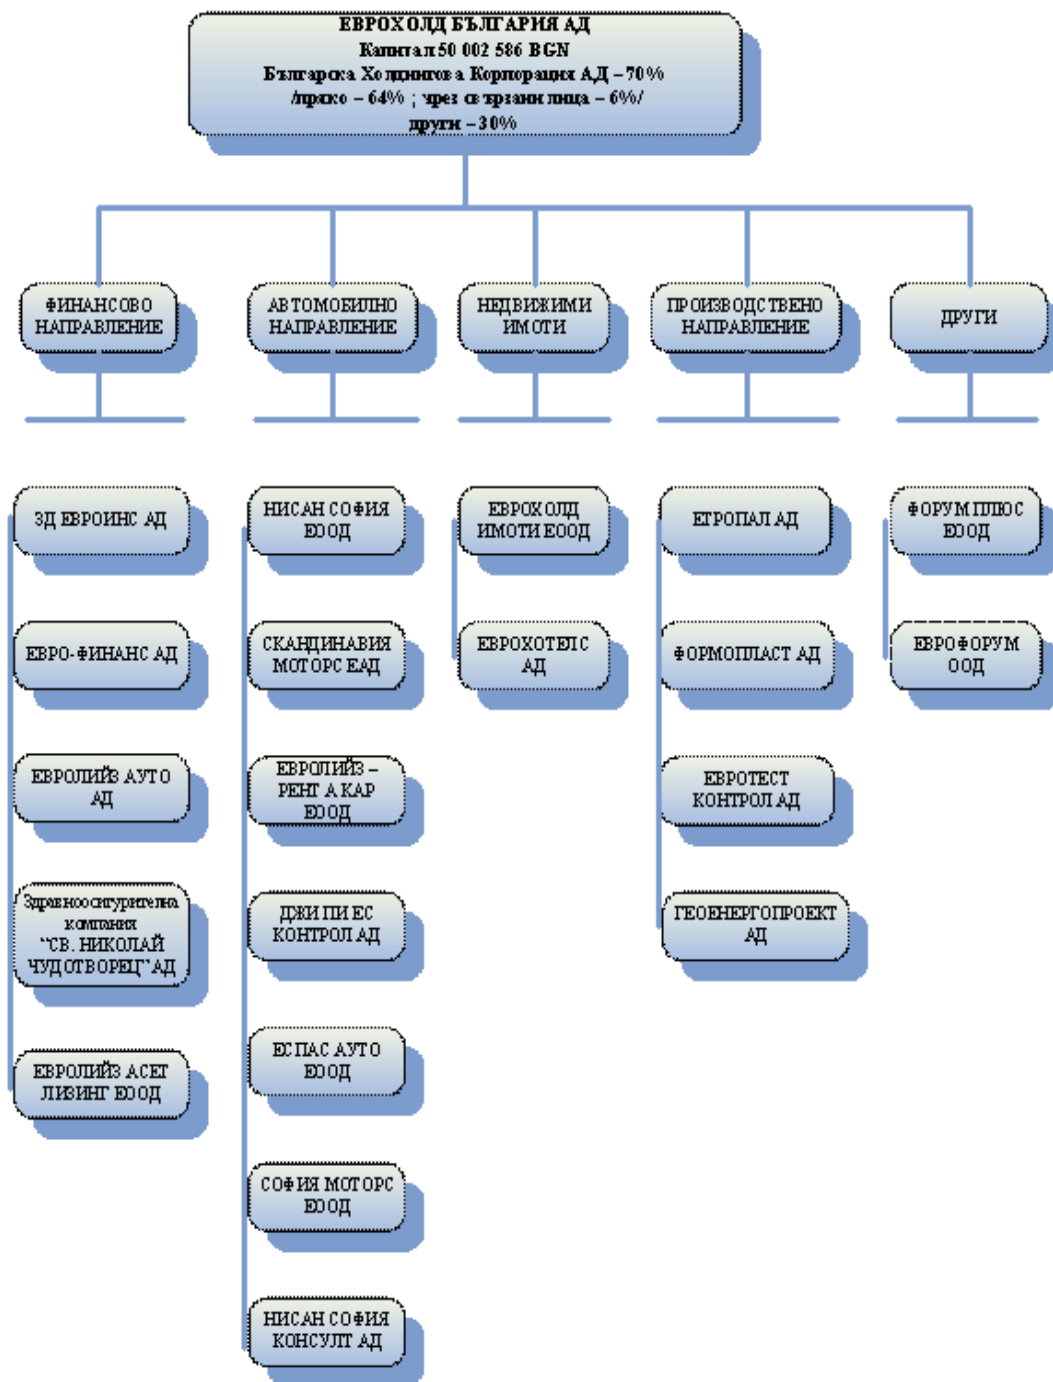 ЕВРОХОЛД БЪЛГАРИЯ АД
Капитал 50 002 586 BGN
Българска Холдингова Корпорация АД – 70%
/пряко – 64% ; чрез свързани лица – 6%/
други – 30%
ФИНАНСОВО
НАПРАВЛЕНИЕ
АВТОМОБИЛНО
НАПРАВЛЕНИЕ
НЕДВИЖИМИ
ИМОТИ
ПРОИЗВОДСТВЕНО
НАПРАВЛЕНИЕ
ДРУГИ
ЗД ЕВРОИНС АД
ЕВРО-ФИНАНС АД
ЕВРОЛИЙЗ АУТО
АД
Здравноосигурителна
компания
“СВ. НИКОЛАЙ
ЧУДОТВОРЕЦ” АД
ЕВРОЛИЙЗ АСЕТ
ЛИЗИНГ ЕООД
НИСАН СОФИЯ
ЕООД
СКАНДИНАВИЯ
МОТОРС ЕАД
ЕВРОЛИЙЗ –
РЕНТ А КАР
ЕООД
ДЖИ ПИ ЕС
КОНТРОЛ АД
ЕСПАС АУТО
ЕООД
СОФИЯ МОТОРС
ЕООД
НИСАН СОФИЯ
КОНСУЛТ АД
ЕВРОХОЛД
ИМОТИ ЕООД
ЕВРОХОТЕЛС
АД
ЕТРОПАЛ АД
ФОРМОПЛАСТ АД
ЕВРОТЕСТ
КОНТРОЛ АД
ГЕОЕНЕРГОПРОЕКТ
АД
ФОРУМ ПЛЮС
ЕООД
ЕВРОФОРУМ
ООД